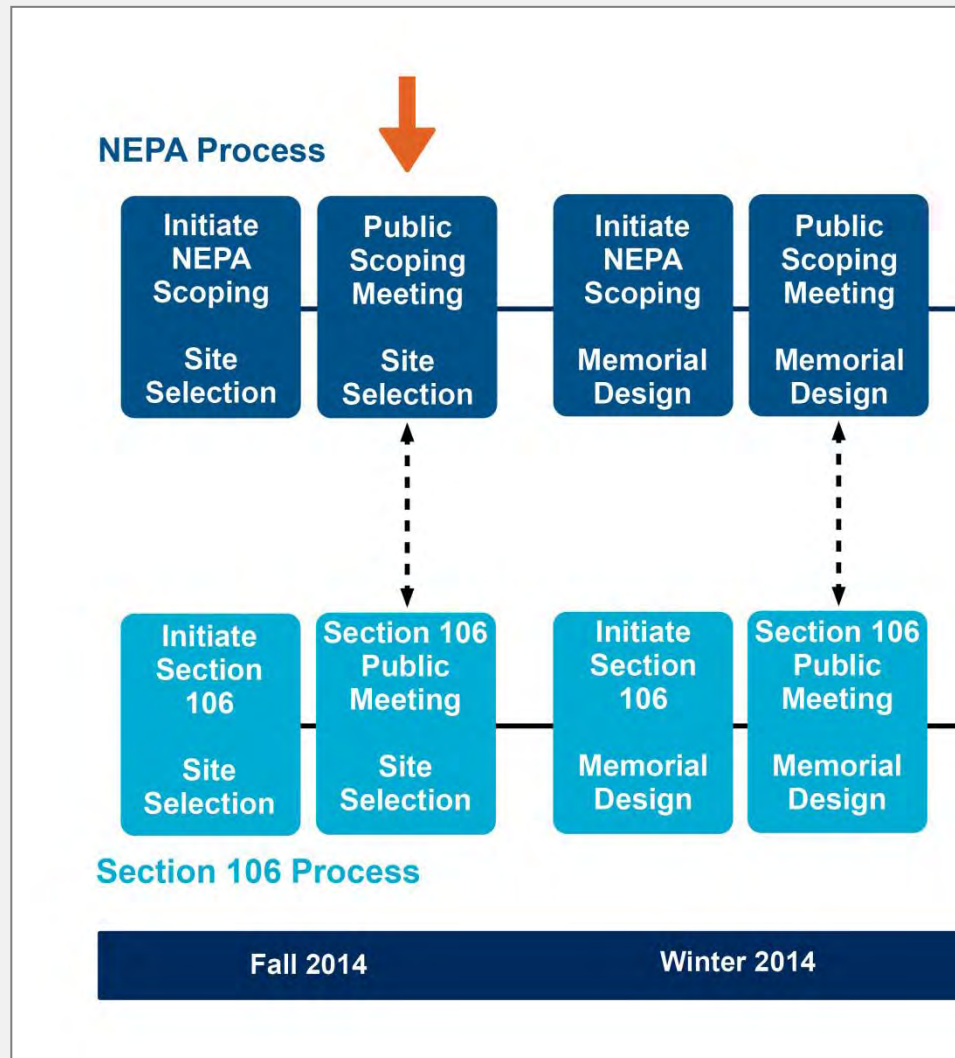 NEPA Process
Initiate
NEPA
Scoping
Site
Selection
Public
Scoping
Meeting
Site
Selection
Initiate
NEPA
Scoping
Memorial
Design
Public
Scoping
Meeting
Memorial
Design
Initiate
Section
106
Site
Selection
Section 106
Public
Meeting
Site
Selection
Initiate
Section
106
Memorial
Design
Section 106
Public
Meeting
Memorial
Design
Section 106 Process
Fall 2014
Winter 2014